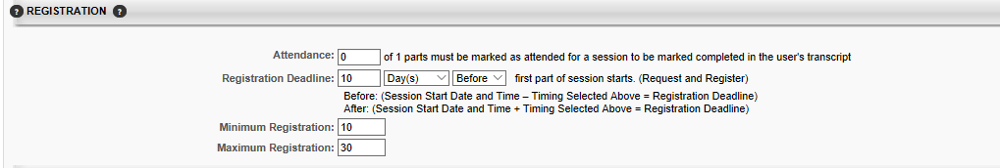 ? REGISTRATION ?
Attendance: 0 of 1 parts must be marked as attended for a session to be marked completed in the user's transcript
Registration Deadline: 10 Day(s) Before first part of session starts. (Request and Register)
Before: (Session Start Date and Time – Timing Selected Above = Registration Deadline)
After: (Session Start Date and Time + Timing Selected Above = Registration Deadline)
Minimum Registration: 10
Maximum Registration: 30